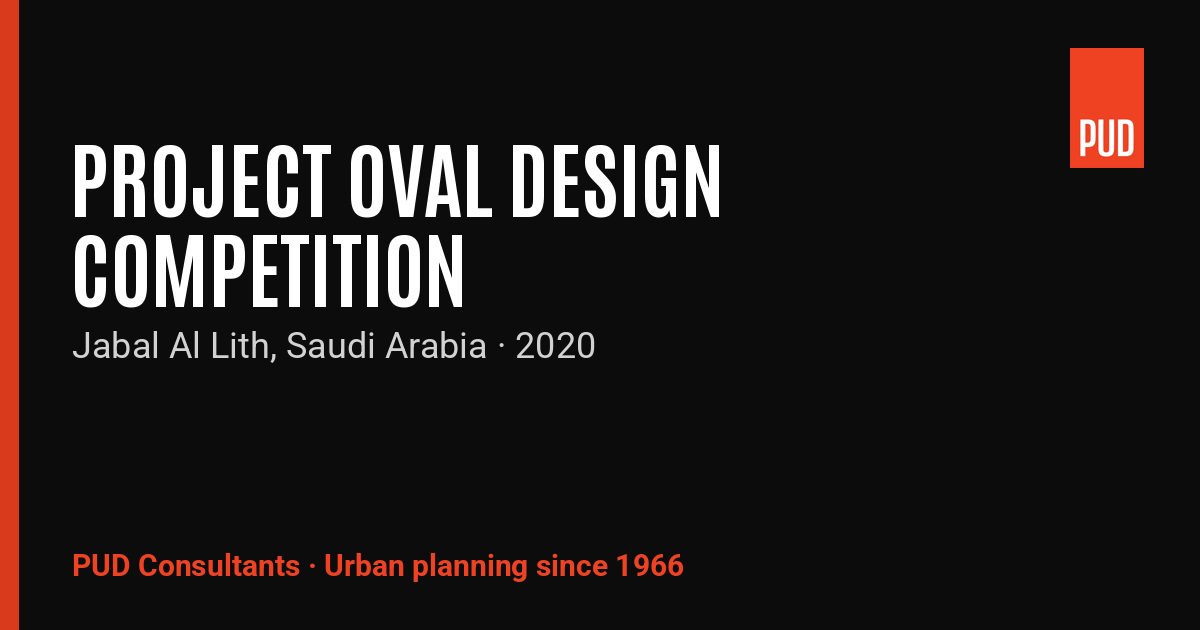 PUD
PROJECT OVAL DESIGN
COMPETITION
Jabal Al Lith, Saudi Arabia · 2020
PUD Consultants · Urban planning since 1966